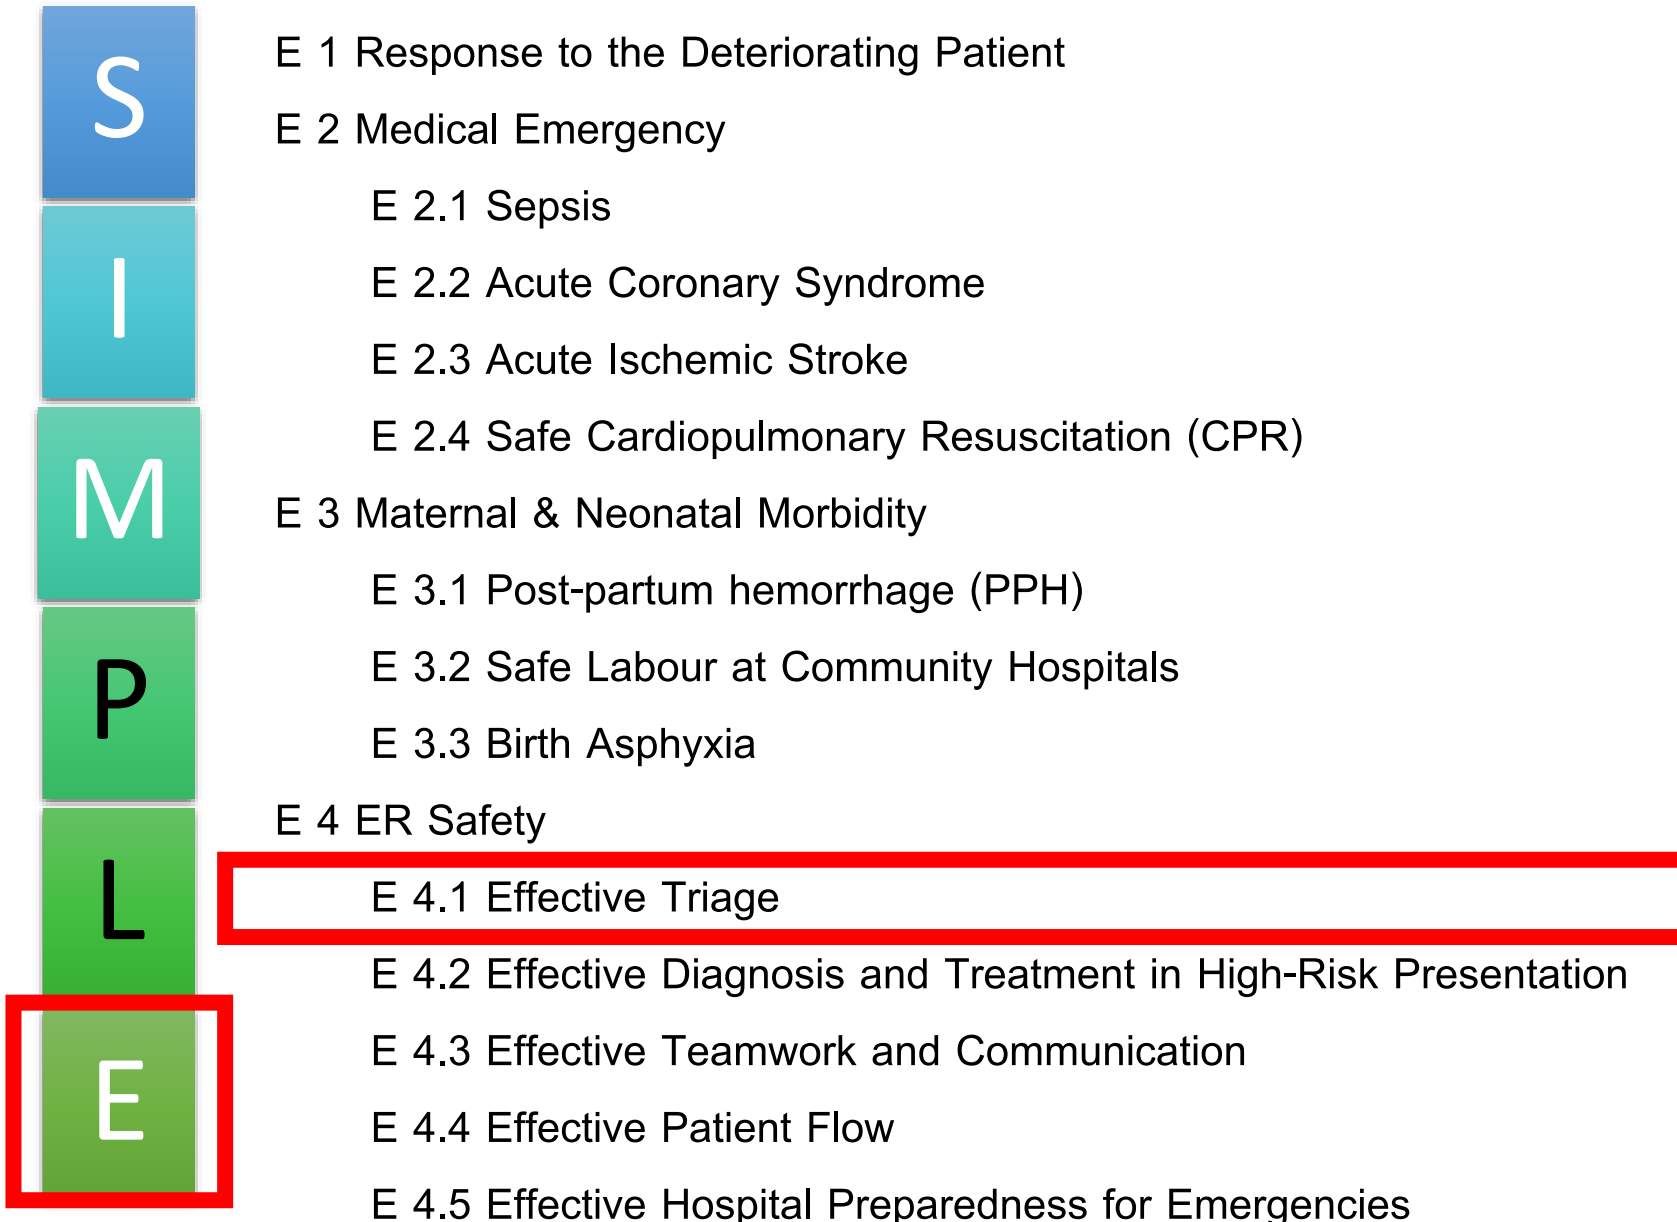 S
I
M
P
L
E
E 1 Response to the Deteriorating Patient
E 2 Medical Emergency
E 2.1 Sepsis
E 2.2 Acute Coronary Syndrome
E 2.3 Acute Ischemic Stroke
E 2.4 Safe Cardiopulmonary Resuscitation (CPR)
E 3 Maternal & Neonatal Morbidity
E 3.1 Post-partum hemorrhage (PPH)
E 3.2 Safe Labour at Community Hospitals
E 3.3 Birth Asphyxia
E 4 ER Safety
E 4.1 Effective Triage
E 4.2 Effective Diagnosis and Treatment in High-Risk Presentation
E 4.3 Effective Teamwork and Communication
E 4.4 Effective Patient Flow
E 4.5 Effective Hospital Preparedness for Emergencies